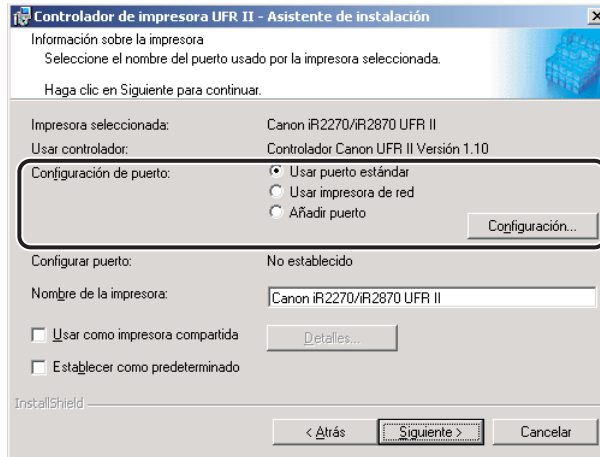 Controlador de impresora UFR II - Asistente de instalación
Información sobre la impresora
Seleccione el nombre del puerto usado por la impresora seleccionada.
Haga clic en Siguiente para continuar.
Impresora seleccionada: Canon iR2270/iR2870 UFR II
Usar controlador: Controlador Canon UFR II Versión 1.10
Configuración de puerto: Usar puerto estándar
Usar impresora de red
Añadir puerto
Configuración...
Configurar puerto: No establecido
Nombre de la impresora: Canon iR2270/iR2870 UFR II
Usar como impresora compartida Detalles...
Establecer como predeterminado
InstallShield
< Atrás Siguiente > Cancelar